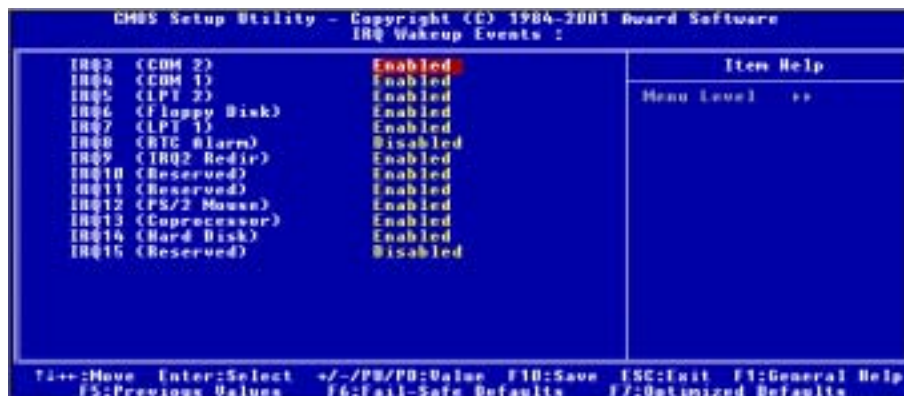 CMOS Setup Utility - Copyright (C) 1984-2001 Award Software
IRQ Wakeup Events :
IRQ3 (COM 2) Enabled
IRQ4 (COM 1) Enabled
IRQ5 (LPT 2) Enabled
IRQ6 (Floppy Disk) Enabled
IRQ7 (LPT 1) Enabled
IRQ8 (RTC Alarm) Disabled
IRQ9 (IRQ2 Redir) Enabled
IRQ10 (Reserved) Enabled
IRQ11 (Reserved) Enabled
IRQ12 (PS/2 Mouse) Enabled
IRQ13 (Coprocessor) Enabled
IRQ14 (Hard Disk) Enabled
IRQ15 (Reserved) Disabled
Item Help
Menu Level ►►
↑↓→←:Move Enter:Select +/-/PU/PD:Value F10:Save ESC:Exit F1:General Help
F5:Previous Values F6:Fail-Safe Defaults F7:Optimized Defaults